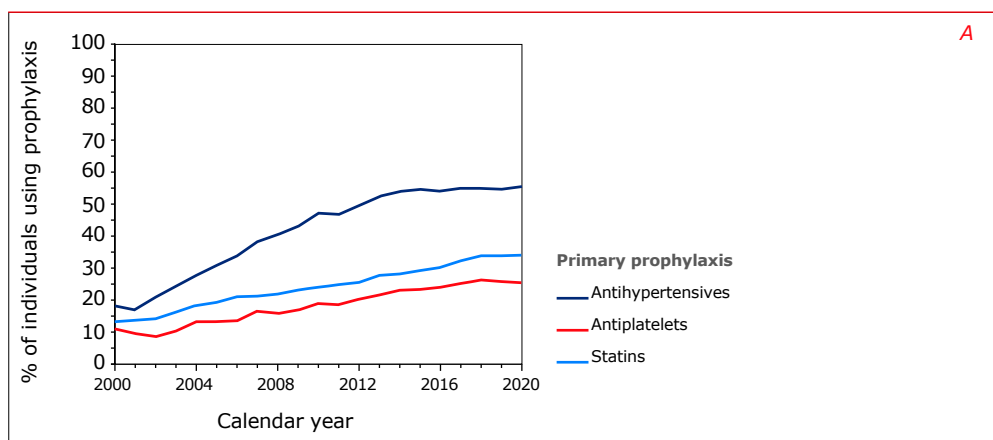 A
% of individuals using prophylaxis
100
90
80
70
60
50
40
30
20
10
0
2000 2004 2008 2012 2016 2020
Calendar year
Primary prophylaxis
Antihypertensives
Antiplatelets
Statins